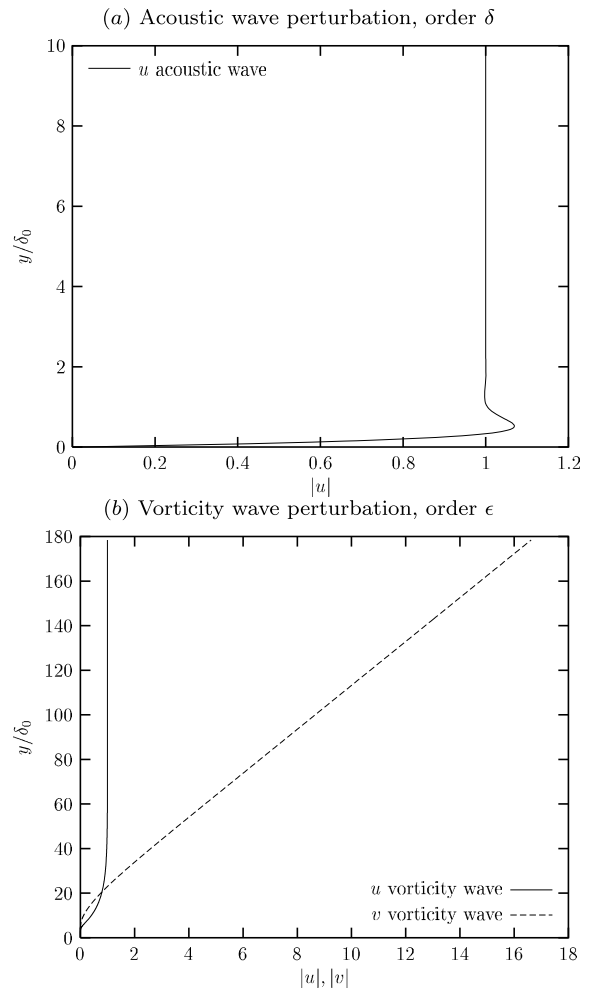 (a) Acoustic wave perturbation, order δ
10
u acoustic wave
8
6
y/δ₀
4
2
0
0 0.2 0.4 0.6 0.8 1 1.2
|u|
(b) Vorticity wave perturbation, order ϵ
180
160
140
120
100
y/δ₀
80
60
40
u vorticity wave
20
v vorticity wave
0
0 2 4 6 8 10 12 14 16 18
|u|, |v|